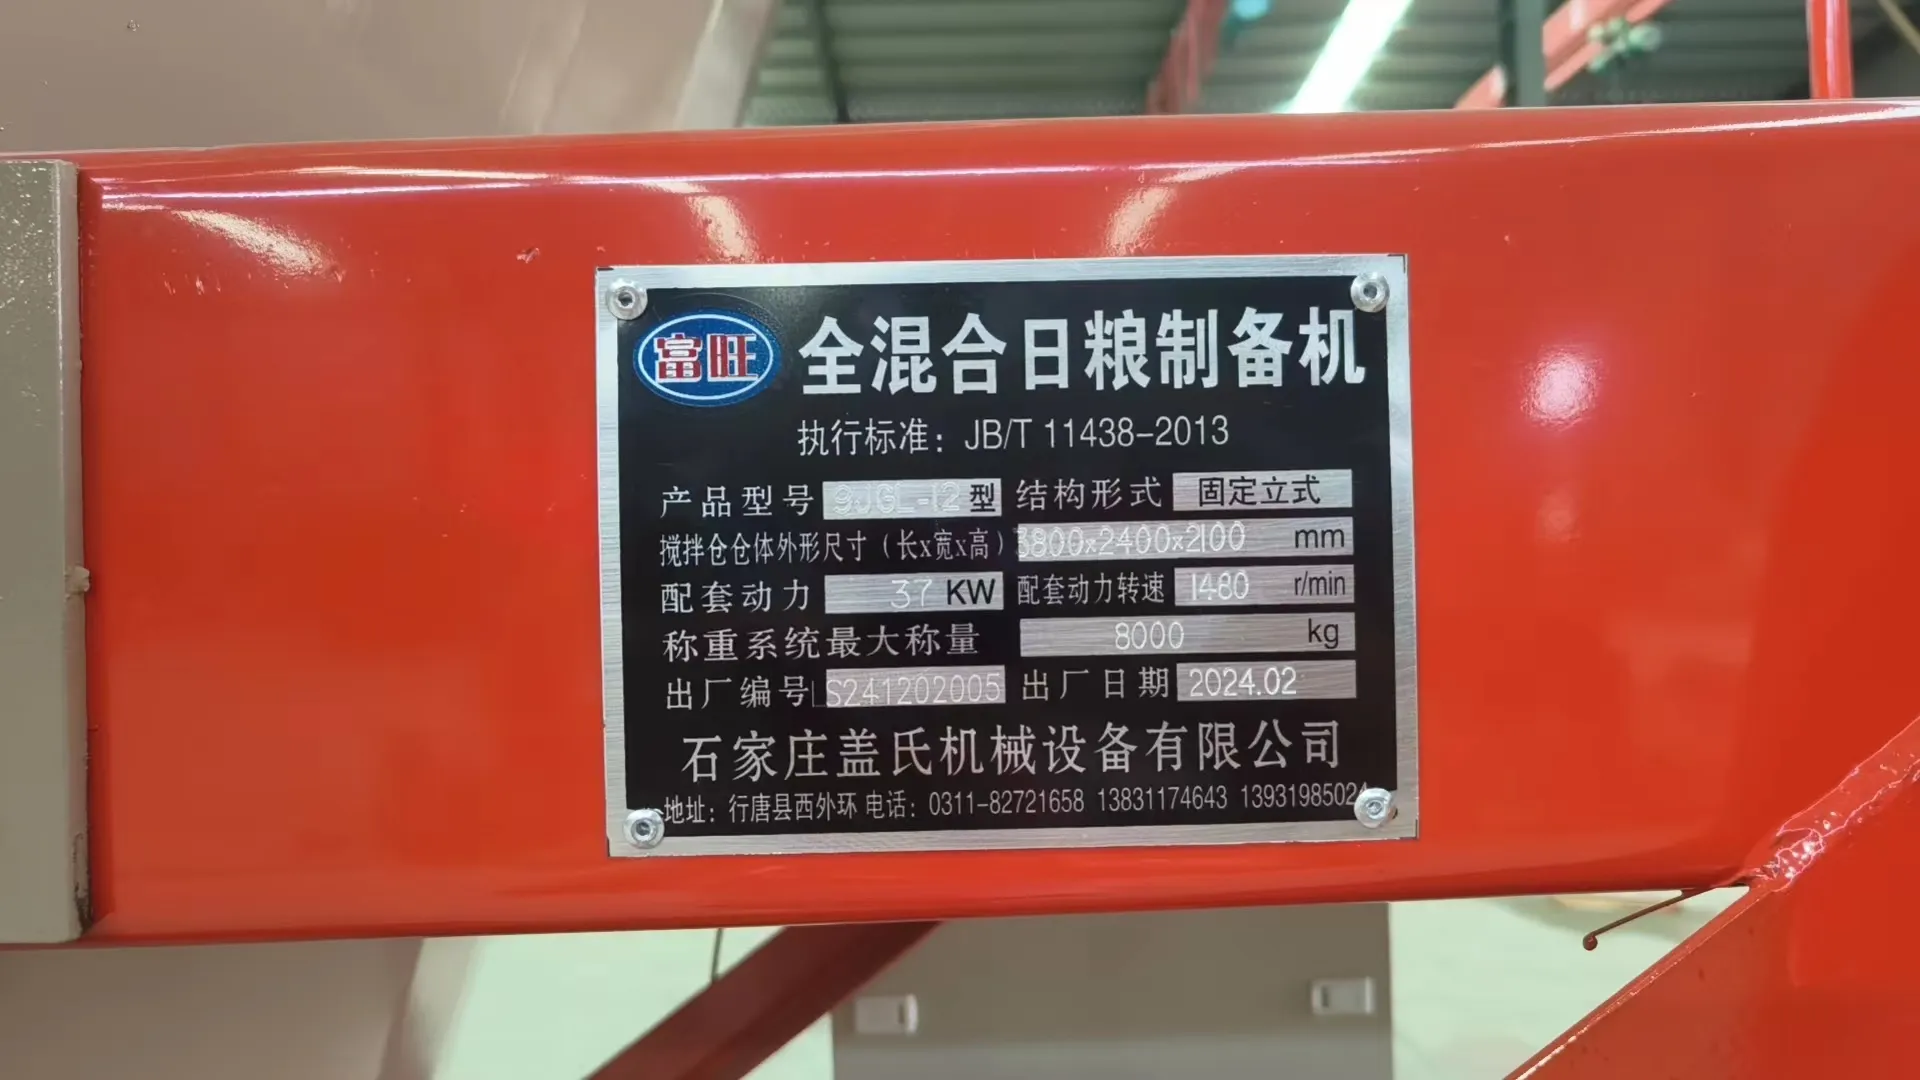 富旺 全混合日粮制备机
执行标准：JB/T 11438-2013
产品型号 9JGL-12 型 结构形式 固定立式
搅拌仓仓体外形尺寸（长x宽x高）3800x2400x2100 mm
配套动力 37 KW 配套动力转速 1480 r/min
称重系统最大称量 8000 kg
出厂编号 LS241202005 出厂日期 2024.02
石家庄盖氏机械设备有限公司
地址：行唐县西外环 电话：0311-82721658 13831174643 13931985024